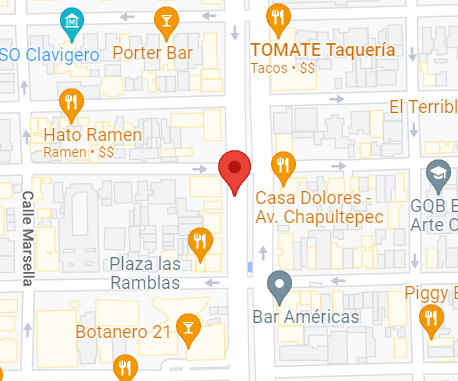 SO Clavigero
Porter Bar
TOMATE Taquería
Tacos • $$
El Terribl
Hato Ramen
Ramen • $$
Casa Dolores -
Av. Chapultepec
GQB E
Arte C
Calle Marsella
Plaza las
Ramblas
Piggy B
Bar Américas
Botanero 21